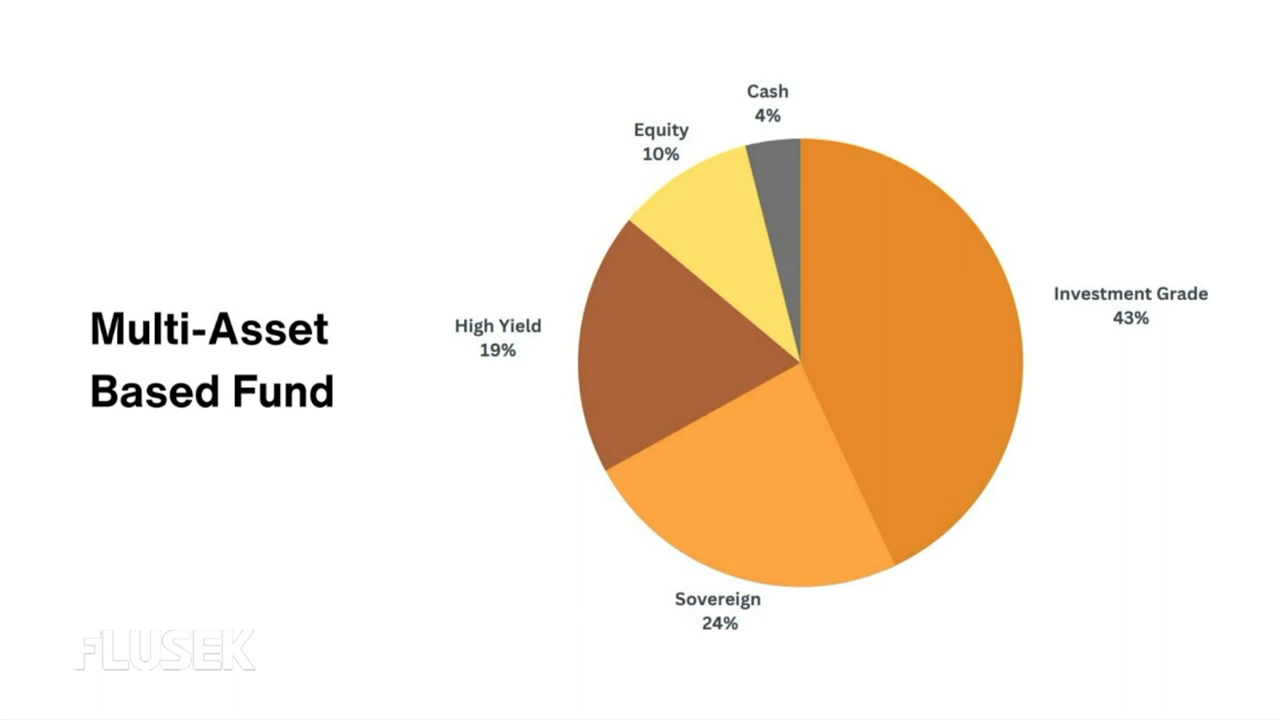 Multi-Asset
Based Fund
Cash
4%
Equity
10%
Investment Grade
43%
High Yield
19%
Sovereign
24%
FLUSEK